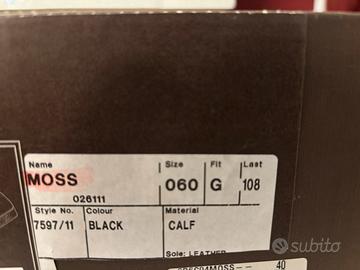 Name Size Fit Last
MOSS 060 G 108
026111
Style No. Colour Material
7597/11 BLACK CALF
Sole: LEATHER
40
subito